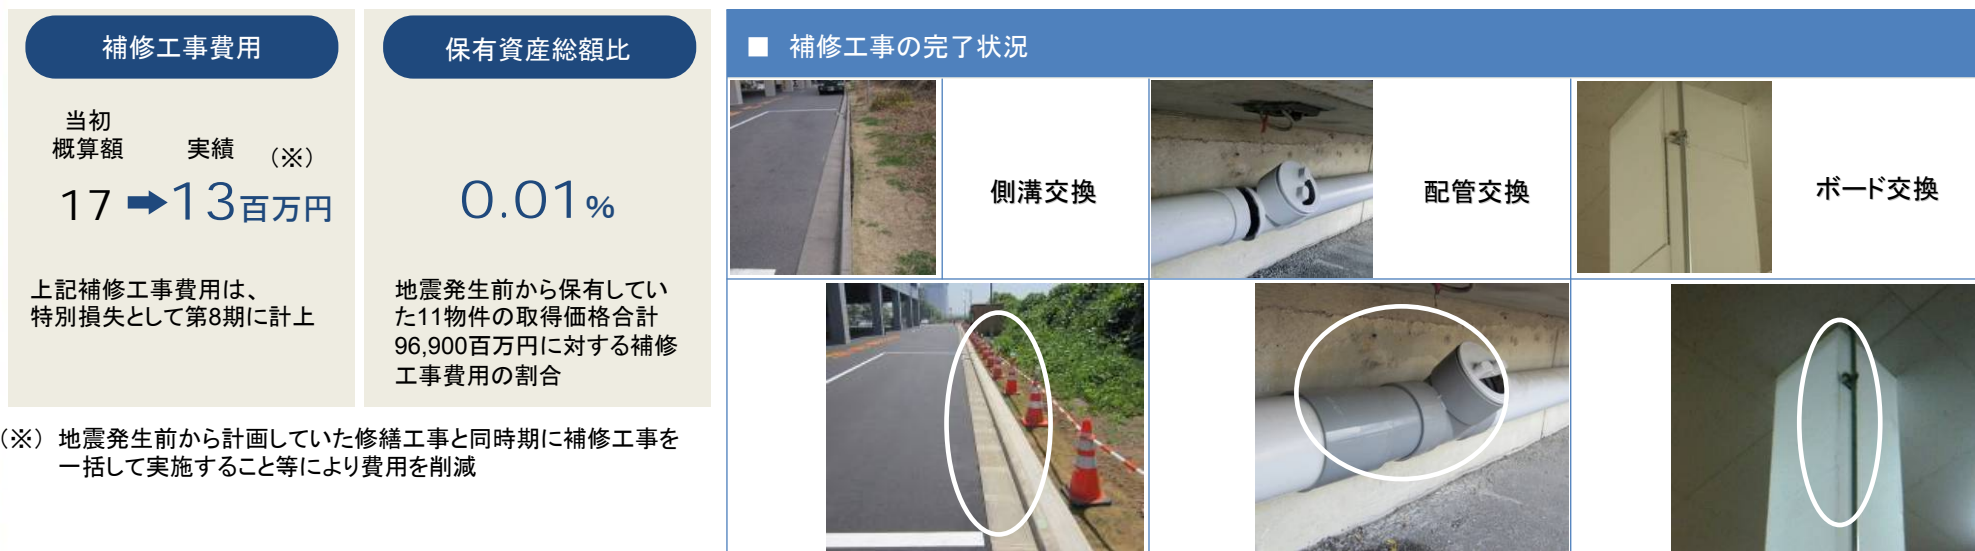 補修工事費用
当初
概算額 実績 (※)
17 ➡ 13百万円
上記補修工事費用は、
特別損失として第8期に計上
保有資産総額比
0.01%
地震発生前から保有してい
た11物件の取得価格合計
96,900百万円に対する補修
工事費用の割合
(※) 地震発生前から計画していた修繕工事と同時期に補修工事を
一括して実施すること等により費用を削減
■ 補修工事の完了状況
側溝交換
配管交換
ボード交換